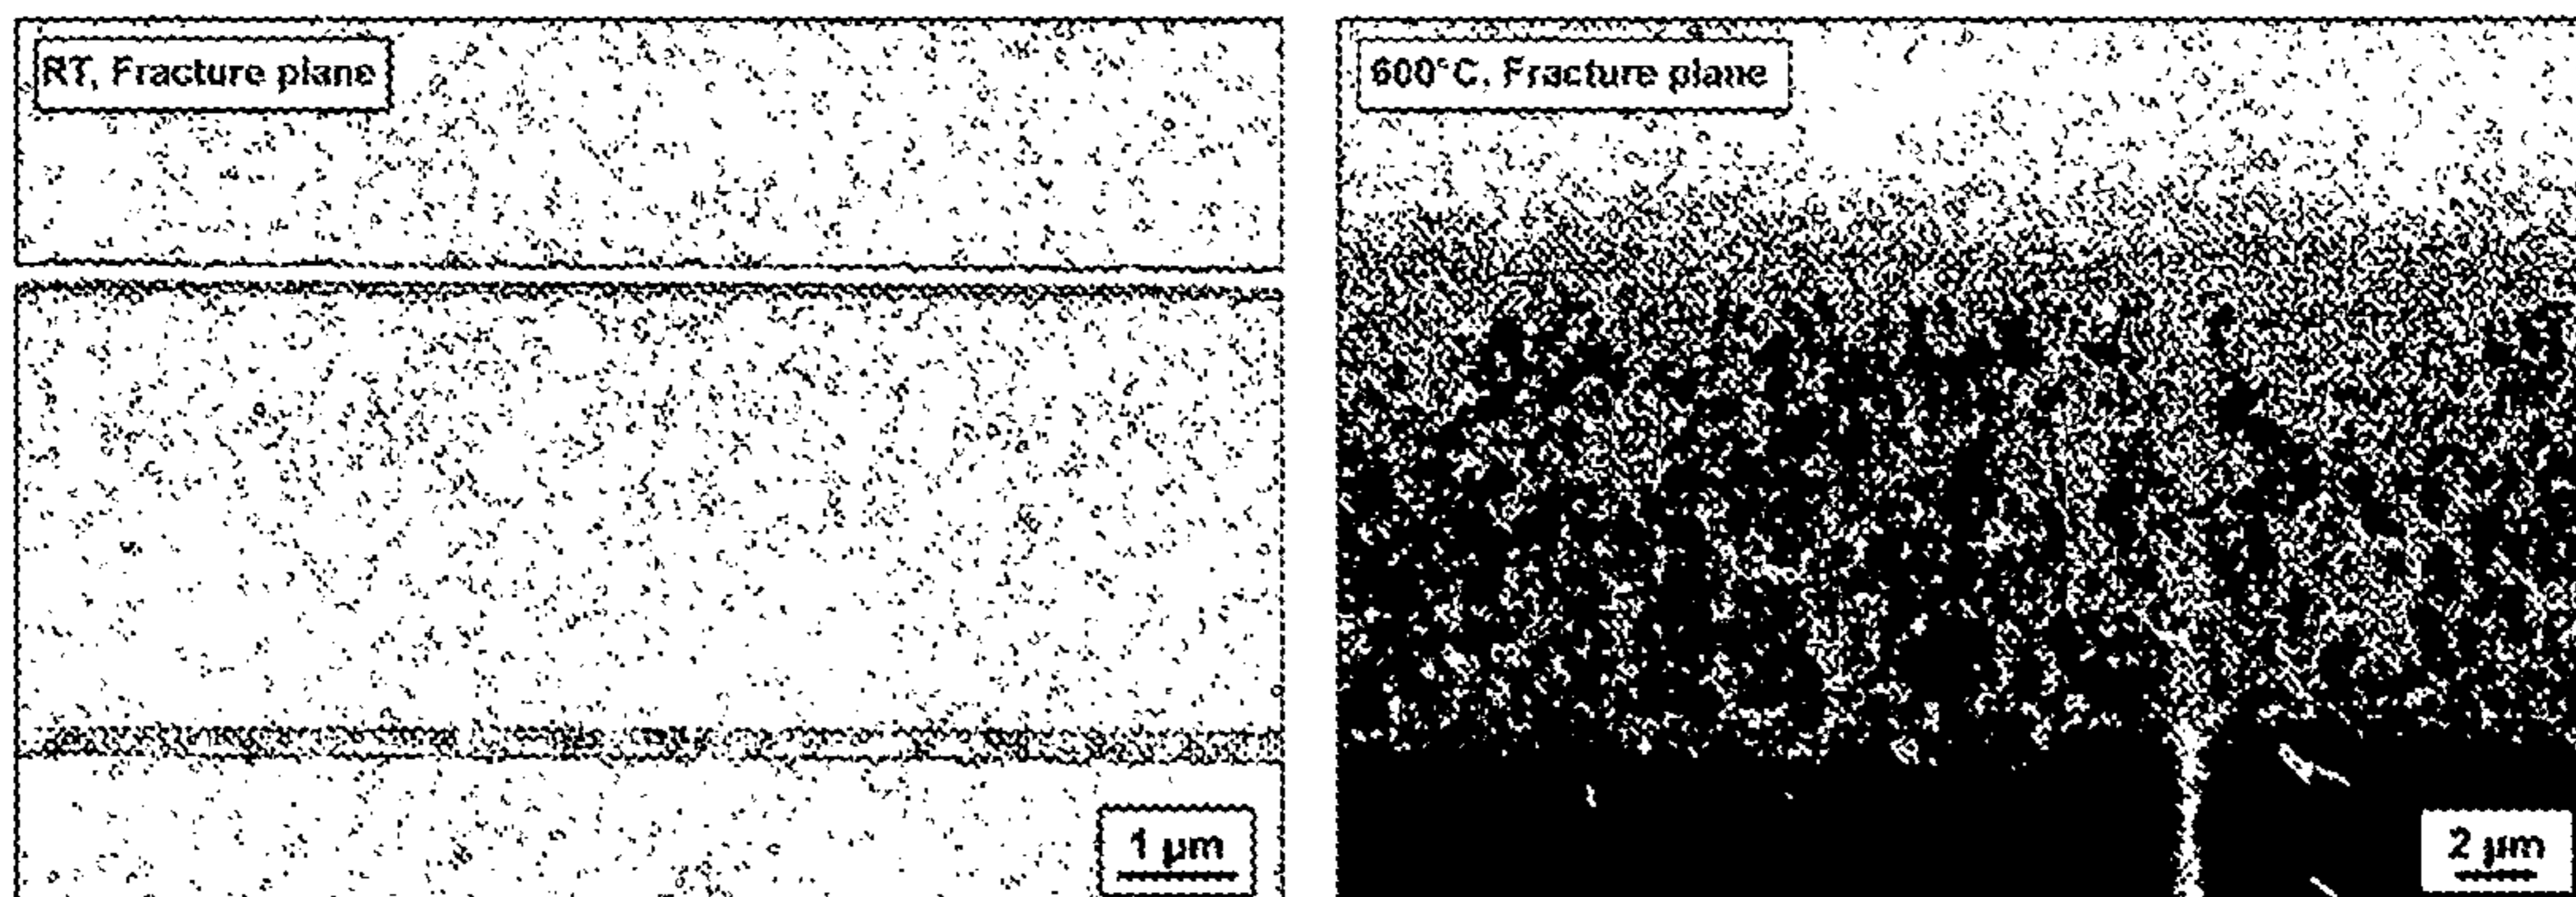 RT, Fracture plane
600°C, Fracture plane
1 μm
2 μm